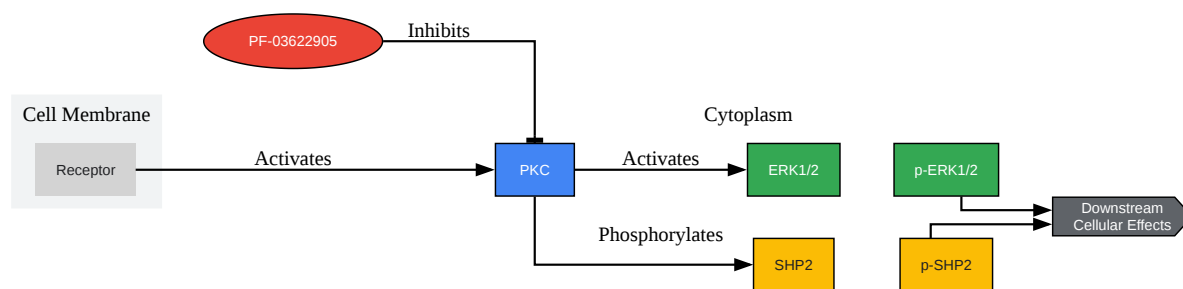 PF-03622905
Inhibits
Cell Membrane
Cytoplasm
Receptor
Activates
PKC
Activates
ERK1/2
p-ERK1/2
Downstream
Cellular Effects
Phosphorylates
SHP2
p-SHP2